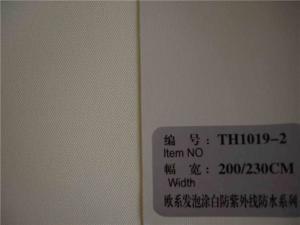 编 号: TH1019-2
Item NO
幅 宽: 200/230CM
Width
欧系发泡涂白防紫外线防水系列